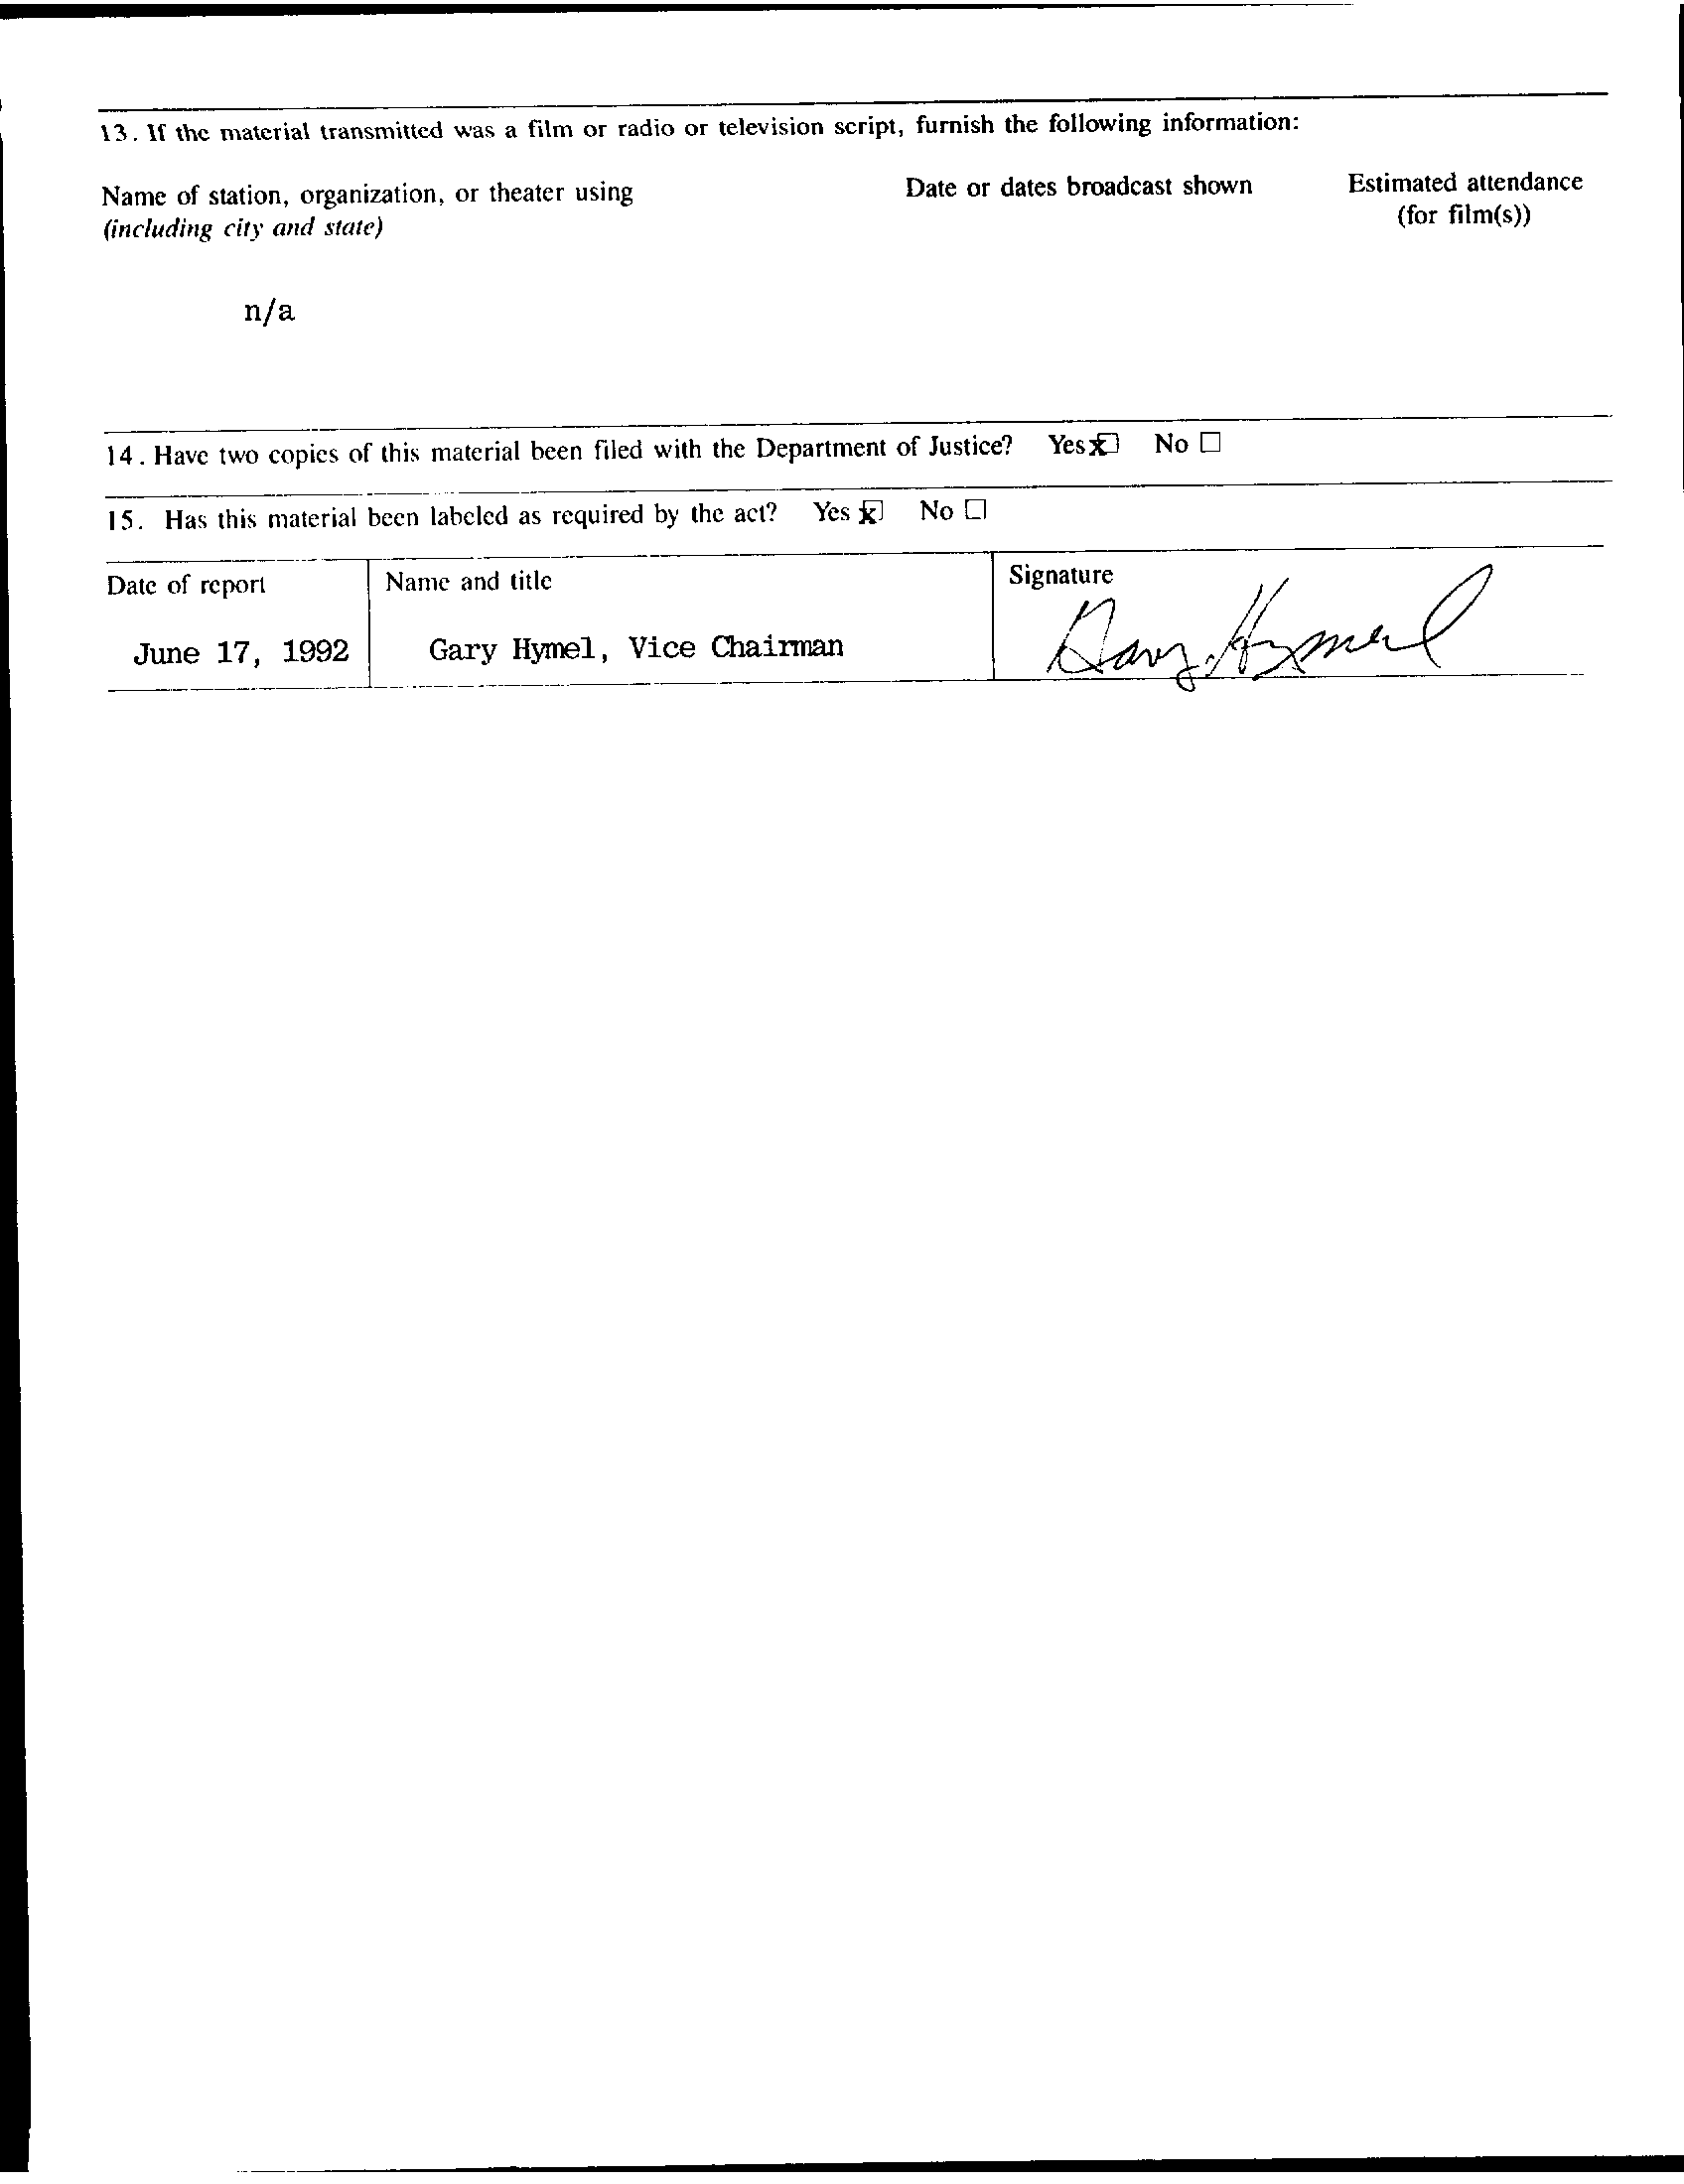 13. If the material transmitted was a film or radio or television script, furnish the following information:
Name of station, organization, or theater using Date or dates broadcast shown Estimated attendance
(including city and state) (for film(s))
n/a
14. Have two copies of this material been filed with the Department of Justice? Yes ☒ No ☐
15. Has this material been labeled as required by the act? Yes ☒ No ☐
Date of report Name and title Signature
June 17, 1992 Gary Hymel, Vice Chairman Gary Hymel